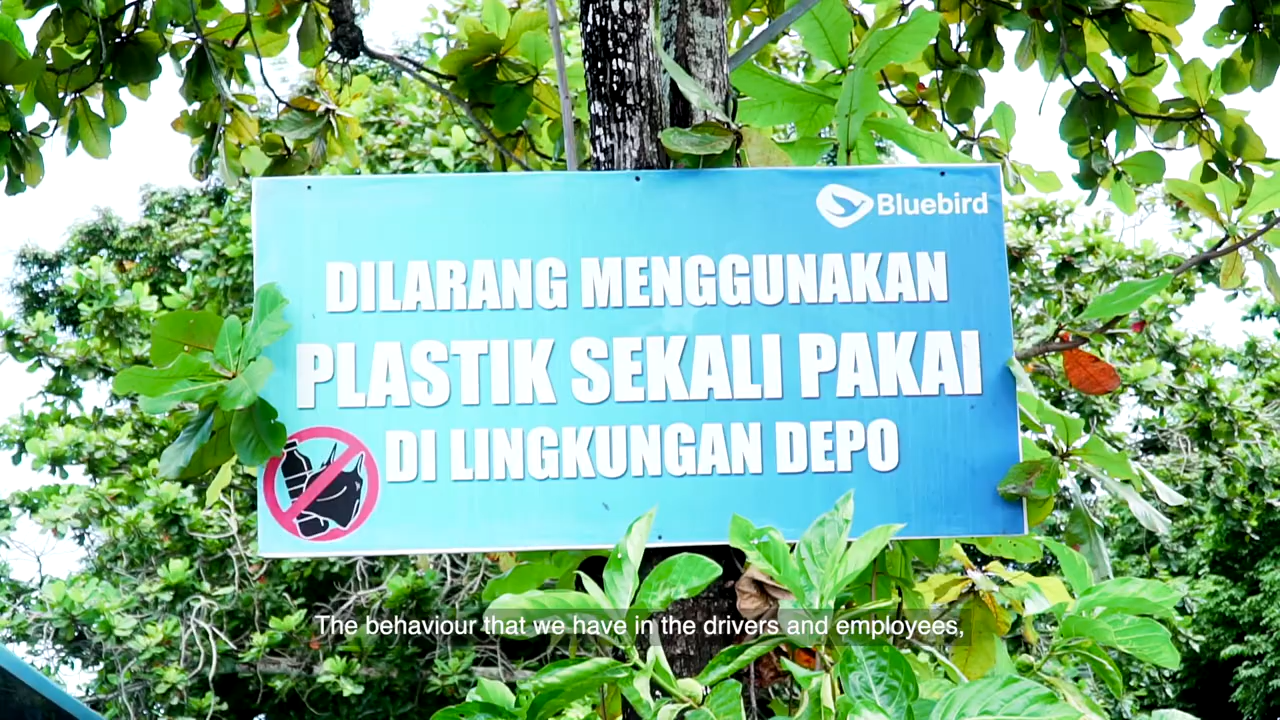 Bluebird
DILARANG MENGGUNAKAN
PLASTIK SEKALI PAKAI
DI LINGKUNGAN DEPO
The behaviour that we have in the drivers and employees,